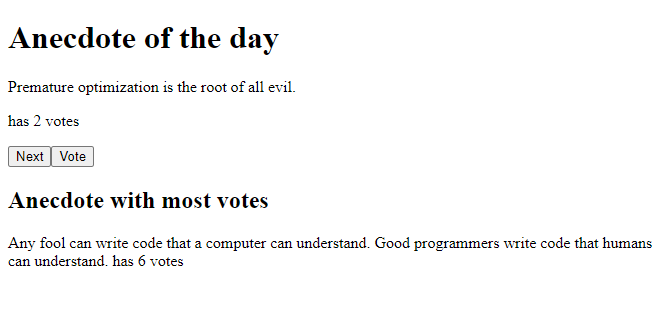 Anecdote of the day
Premature optimization is the root of all evil.
has 2 votes
Next Vote
Anecdote with most votes
Any fool can write code that a computer can understand. Good programmers write code that humans
can understand. has 6 votes